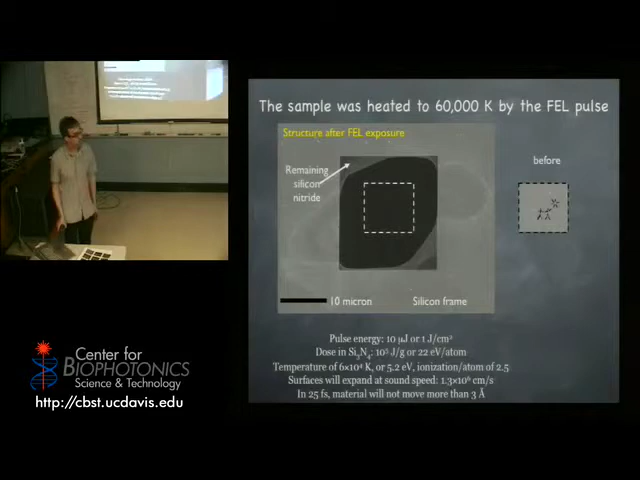 The sample was heated to 60,000 K by the FEL pulse
Structure after FEL exposure
Remaining
silicon
nitride
before
10 micron
Silicon frame
Pulse energy: 10 µJ or 1 J/cm²
Dose in Si₃N₄: 10⁵ J/g or 22 eV/atom
Temperature of 6×10⁴ K, or 5.2 eV, ionization/atom of 2.5
Surfaces will expand at sound speed: 1.3×10⁶ cm/s
In 25 fs, material will not move more than 3 Å
Center for
BIOPHOTONICS
Science & Technology
http://cbst.ucdavis.edu